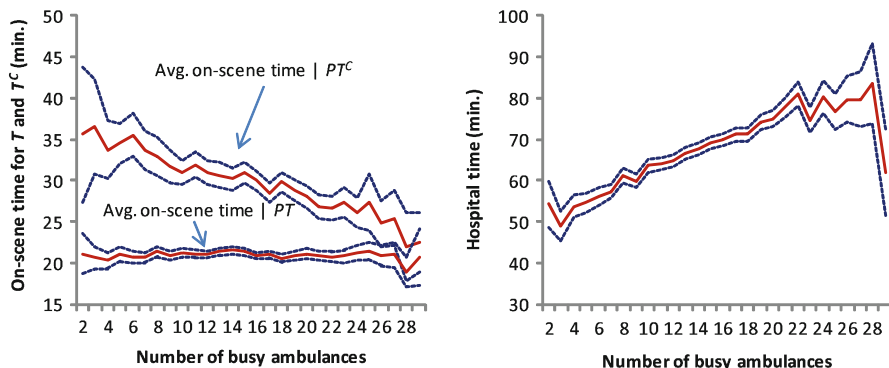 On-scene time for T and Tᶜ (min.)
50
45
40
35
30
25
20
15
Avg. on-scene time | PTᶜ
Avg. on-scene time | PT
2 4 6 8 10 12 14 16 18 20 22 24 26 28
Number of busy ambulances
Hospital time (min.)
100
90
80
70
60
50
40
30
2 4 6 8 10 12 14 16 18 20 22 24 26 28
Number of busy ambulances